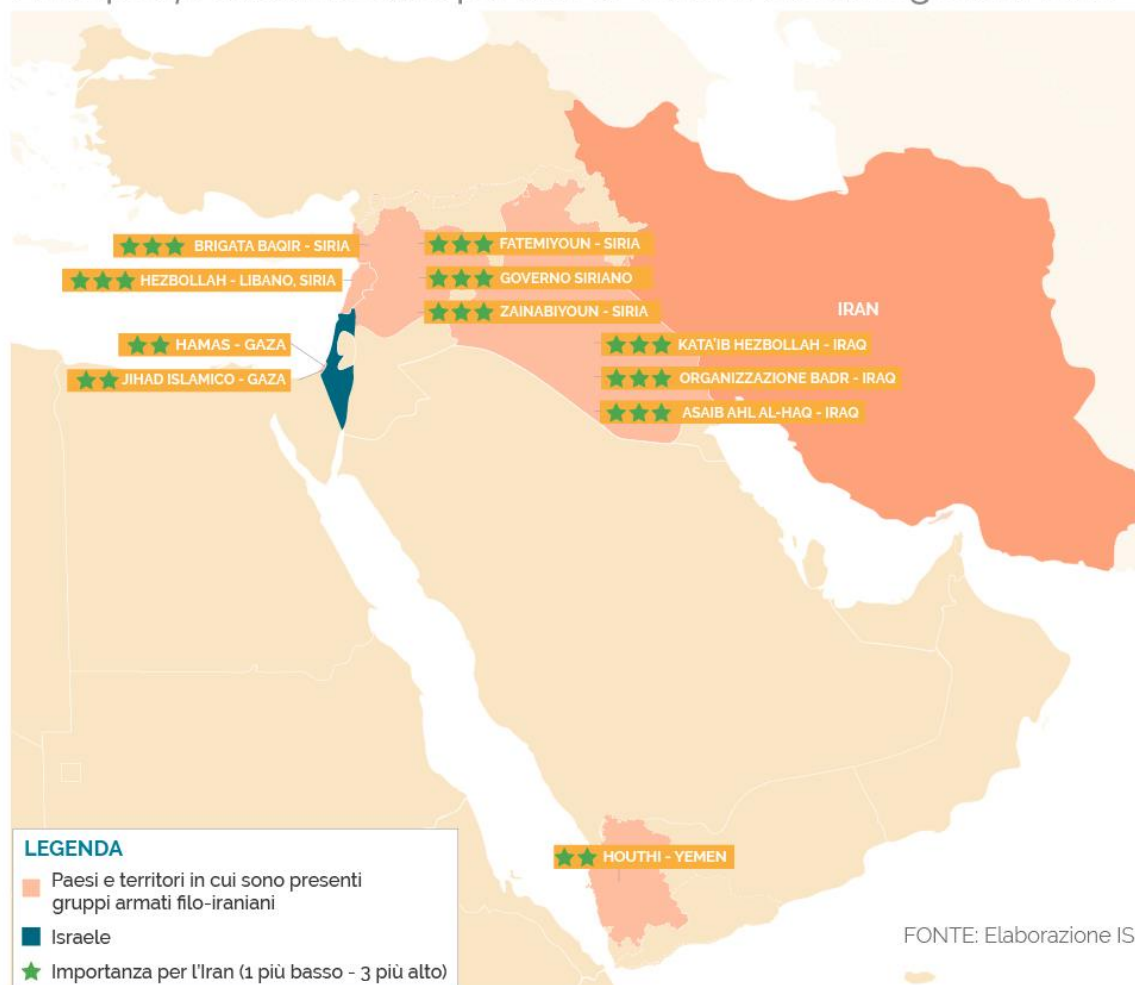 BRIGATA BAQIR - SIRIA
FATEMIYOUN - SIRIA
HEZBOLLAH - LIBANO, SIRIA
GOVERNO SIRIANO
ZAINABIYOUN - SIRIA
IRAN
HAMAS - GAZA
KATA'IB HEZBOLLAH - IRAQ
JIHAD ISLAMICO - GAZA
ORGANIZZAZIONE BADR - IRAQ
ASAIB AHL AL-HAQ - IRAQ
HOUTHI - YEMEN
LEGENDA
Paesi e territori in cui sono presenti
gruppi armati filo-iraniani
Israele
Importanza per l'Iran (1 più basso - 3 più alto)
FONTE: Elaborazione IS